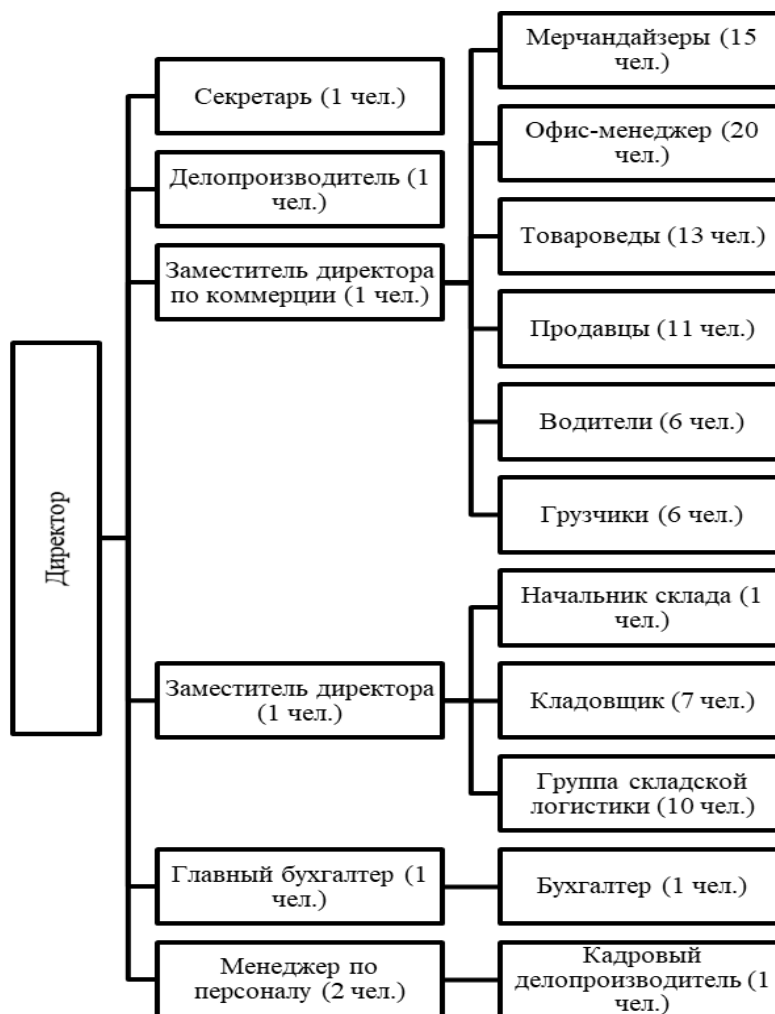 Директор
Секретарь (1 чел.)
Делопроизводитель (1
чел.)
Заместитель директора
по коммерции (1 чел.)
Мерчандайзеры (15
чел.)
Офис-менеджер (20
чел.)
Товароведы (13 чел.)
Продавцы (11 чел.)
Водители (6 чел.)
Грузчики (6 чел.)
Заместитель директора
(1 чел.)
Начальник склада (1
чел.)
Кладовщик (7 чел.)
Группа складской
логистики (10 чел.)
Главный бухгалтер (1
чел.)
Бухгалтер (1 чел.)
Менеджер по
персоналу (2 чел.)
Кадровый
делопроизводитель (1
чел.)